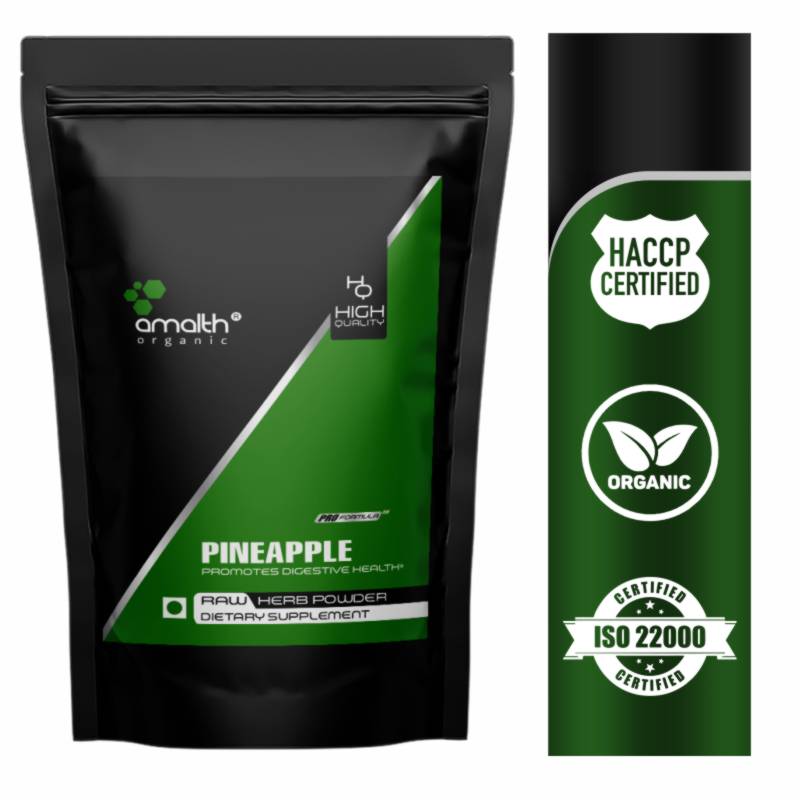 amalth®
organic
HQ
HIGH
QUALITY
PRO FORMULA
PINEAPPLE
PROMOTES DIGESTIVE HEALTH*
RAW HERB POWDER
DIETARY SUPPLEMENT
HACCP
CERTIFIED
ORGANIC
CERTIFIED
ISO 22000
CERTIFIED